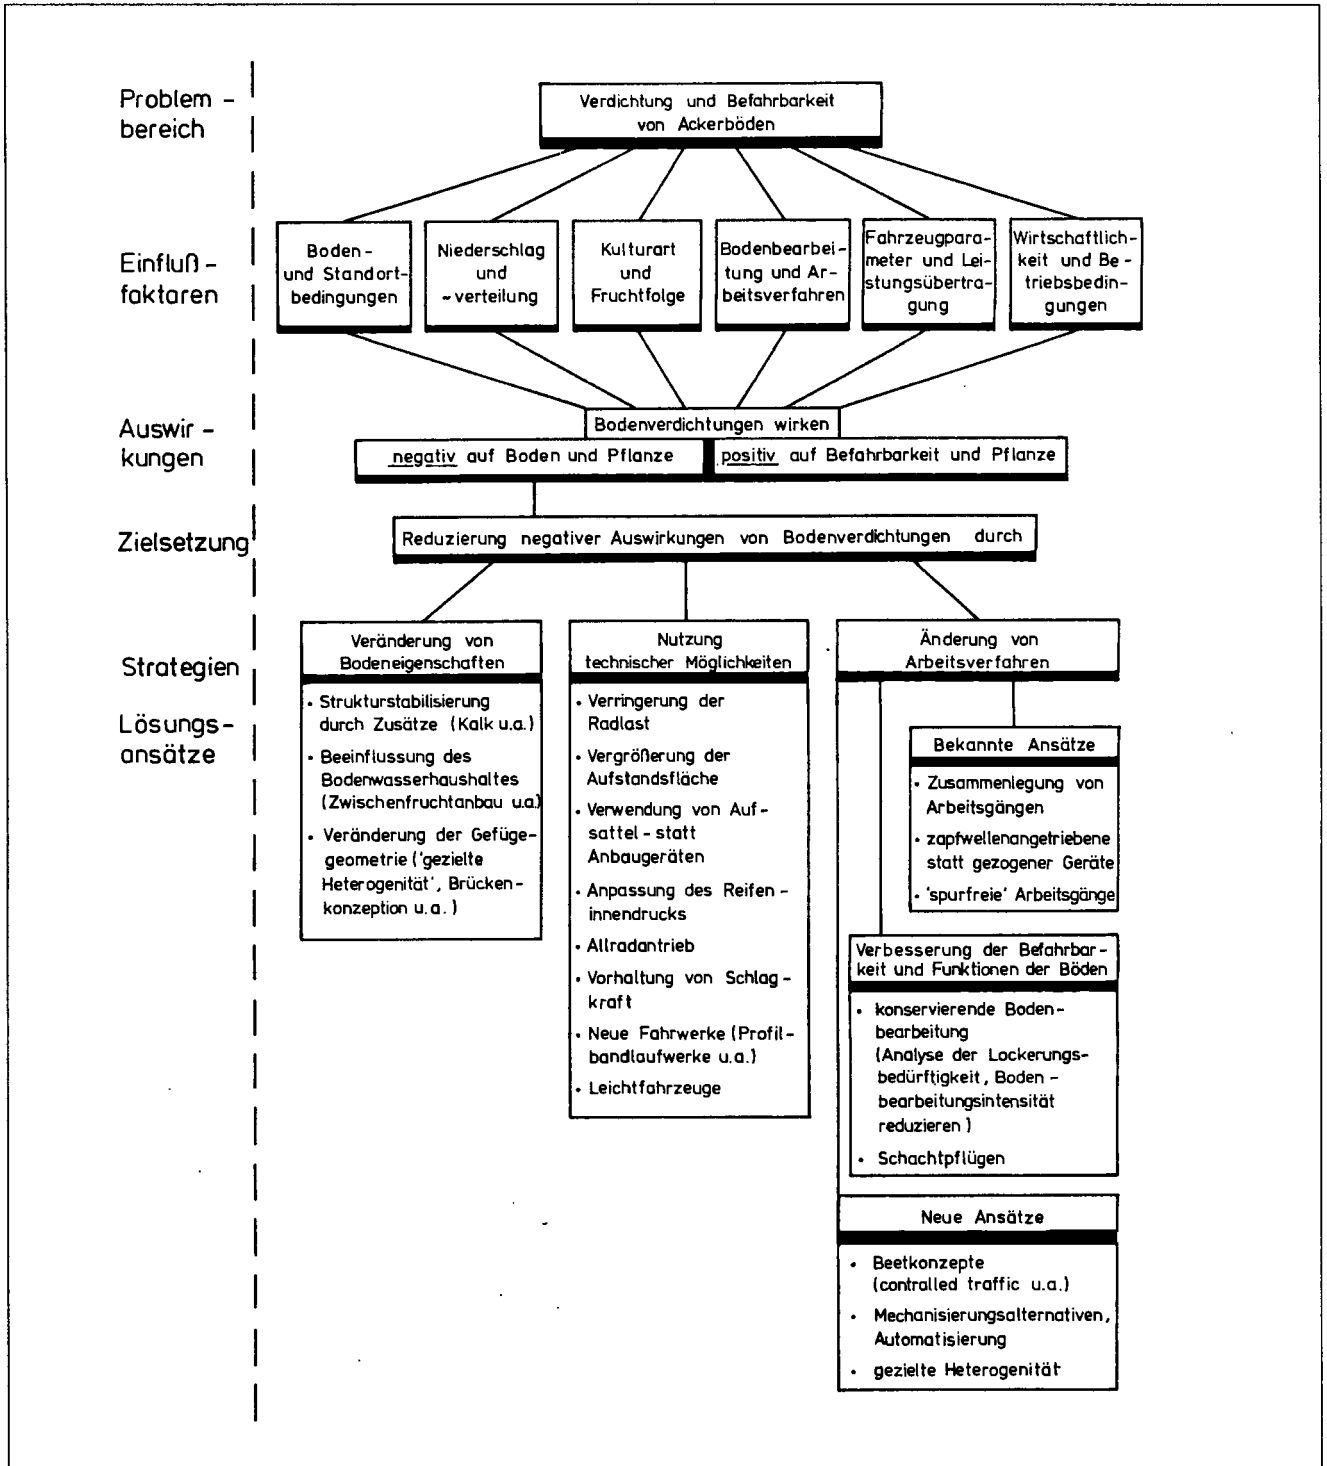 Problem -
bereich
Verdichtung und Befahrbarkeit
von Ackerböden
Einfluß -
faktaren
Boden -
und Standort-
bedingungen
Niederschlag
und
-verteilung
Kulturart
und
Fruchtfolge
Bodenbearbei-
tung und Ar-
beitsverfahren
Fahrzeugpara-
meter und Lei-
stungsübertra-
gung
Wirtschaftlich-
keit und Be -
triebsbedin-
gungen
Auswir -
kungen
Bodenverdichtungen wirken
negativ auf Boden und Pflanze
positiv auf Befahrbarkeit und Pflanze
Zielsetzung
Reduzierung negativer Auswirkungen von Bodenverdichtungen durch
Strategien
Lösungs-
ansätze
Veränderung von
Bodeneigenschaften
• Strukturstabilisierung
durch Zusätze (Kalk u.a.)
• Beeinflussung des
Bodenwasserhaushaltes
(Zwischenfruchtanbau u.a.)
• Veränderung der Gefüge-
geometrie ('gezielte
Heterogenität', Brücken-
konzeption u.a.)
Nutzung
technischer Möglichkeiten
• Verringerung der
Radlast
• Vergrößerung der
Aufstandsfläche
• Verwendung von Auf-
sattel - statt
Anbaugeräten
• Anpassung des Reifen-
innendrucks
• Allradantrieb
• Vorhaltung von Schlag -
kraft
• Neue Fahrwerke (Profil-
bandlaufwerke u.a.)
• Leichtfahrzeuge
Änderung von
Arbeitsverfahren
Bekannte Ansätze
• Zusammenlegung von
Arbeitsgängen
• zapfwellenangetriebene
statt gezogener Geräte
• 'spurfreie' Arbeitsgänge
Verbesserung der Befahrbar-
keit und Funktionen der Böden
• konservierende Boden-
bearbeitung
(Analyse der Lockerungs-
bedürftigkeit, Boden -
bearbeitungsintensität
reduzieren)
• Schachtpflügen
Neue Ansätze
• Beetkonzepte
(controlled traffic u.a.)
• Mechanisierungsalternativen,
Automatisierung
• gezielte Heterogenität